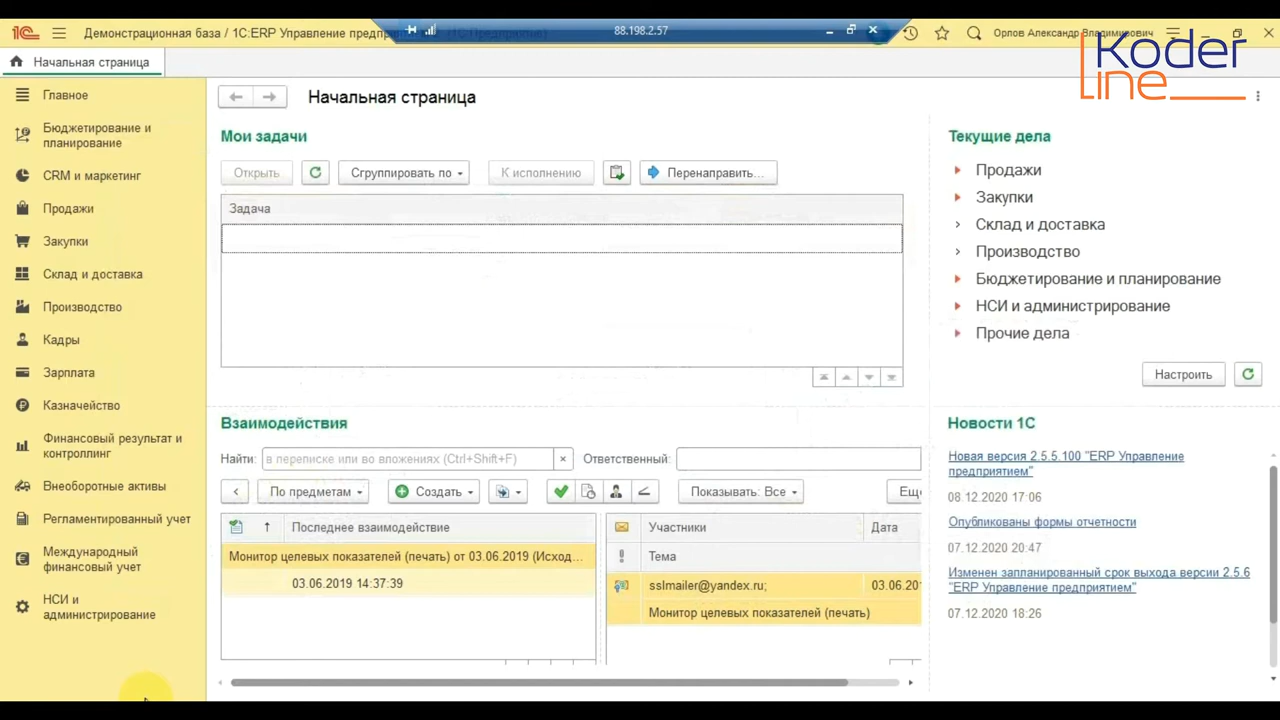 Демонстрационная база / 1С:ERP Управление предпр
88.198.2.57
Орлов Александр Владимирович
Koder
line
Начальная страница
Главное
Бюджетирование и
планирование
CRM и маркетинг
Продажи
Закупки
Склад и доставка
Производство
Кадры
Зарплата
Казначейство
Финансовый результат и
контроллинг
Внеоборотные активы
Регламентированный учет
Международный
финансовый учет
НСИ и
администрирование
Начальная страница
Мои задачи
Открыть
Сгруппировать по
К исполнению
Перенаправить...
Задача
Взаимодействия
Найти:
в переписке или во вложениях (Ctrl+Shift+F)
Ответственный:
По предметам
Создать
Показывать: Все
Еще
Последнее взаимодействие
Монитор целевых показателей (печать) от 03.06.2019 (Исход...
03.06.2019 14:37:39
Участники
Дата
Тема
sslmailer@yandex.ru;
03.06.201
Монитор целевых показателей (печать)
Текущие дела
Продажи
Закупки
Склад и доставка
Производство
Бюджетирование и планирование
НСИ и администрирование
Прочие дела
Настроить
Новости 1С
Новая версия 2.5.5.100 "ERP Управление
предприятием"
08.12.2020 17:06
Опубликованы формы отчетности
07.12.2020 20:47
Изменен запланированный срок выхода версии 2.5.6
"ERP Управление предприятием"
07.12.2020 18:26